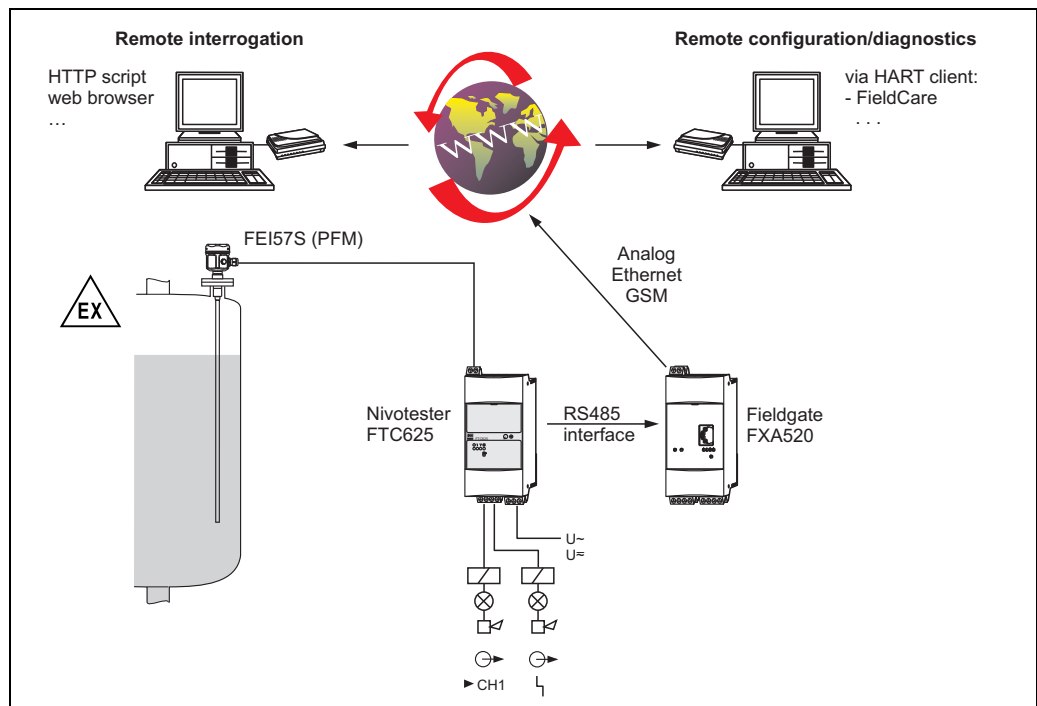 Remote interrogation
HTTP script
web browser
...
Remote configuration/diagnostics
via HART client:
- FieldCare
. . .
WWW
FEI57S (PFM)
EX
Analog
Ethernet
GSM
Nivotester
FTC625
RS485
interface
Fieldgate
FXA520
U~
U≂
► CH1